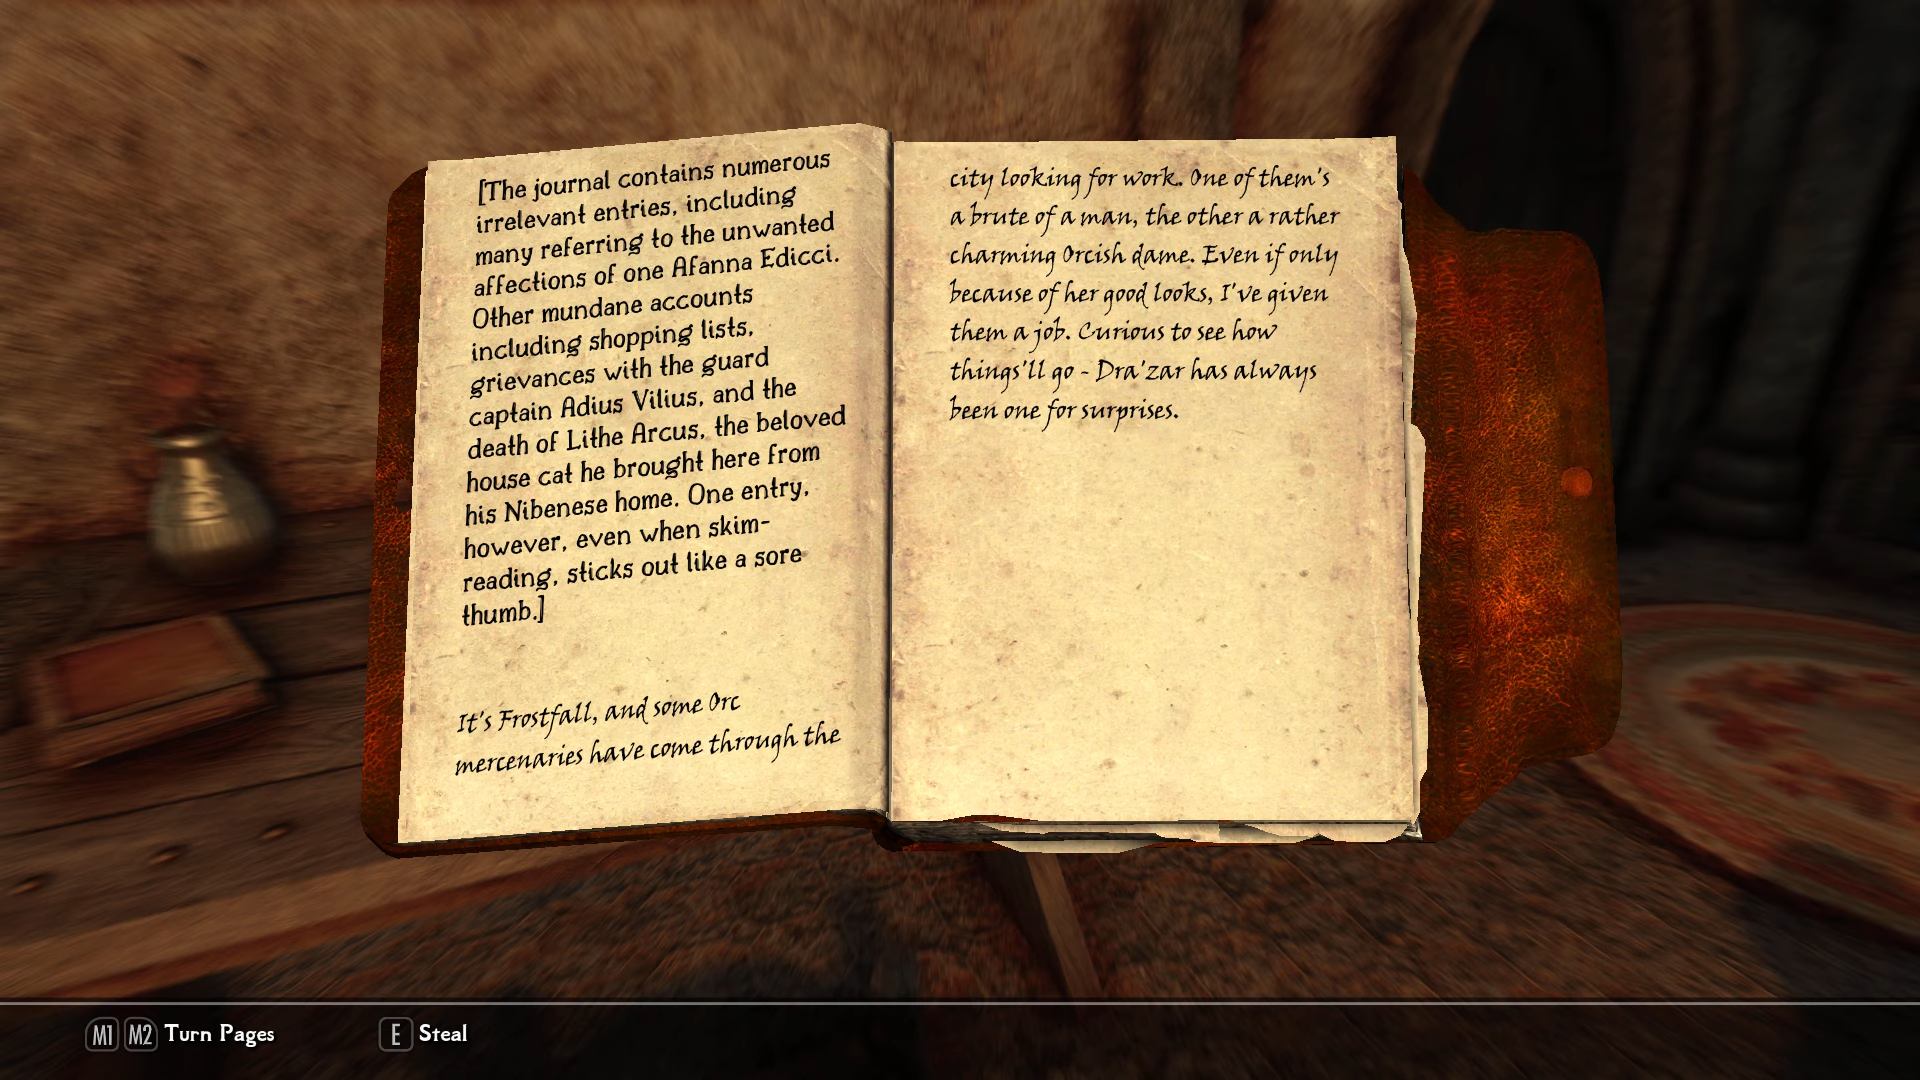 [The journal contains numerous
irrelevant entries, including
many referring to the unwanted
affections of one Afanna Edicci.
Other mundane accounts
including shopping lists,
grievances with the guard
captain Adius Vilius, and the
death of Lithe Arcus, the beloved
house cat he brought here from
his Nibenese home. One entry,
however, even when skim-
reading, sticks out like a sore
thumb.]
It's Frostfall, and some Orc
mercenaries have come through the
city looking for work. One of them's
a brute of a man, the other a rather
charming Orcish dame. Even if only
because of her good looks, I've given
them a job. Curious to see how
things'll go - Dra'zar has always
been one for surprises.
M1 M2 Turn Pages
E Steal